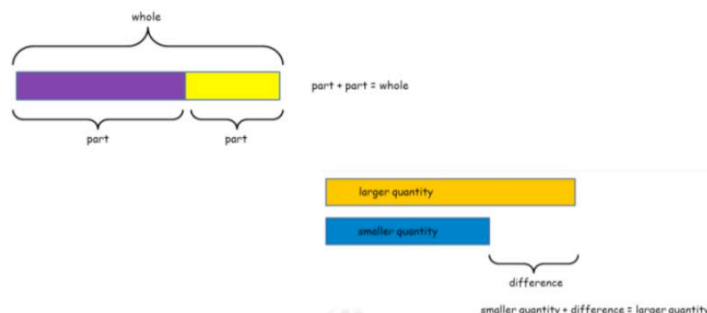 whole
part + part = whole
part part
larger quantity
smaller quantity
difference
smaller quantity + difference = larger quantity